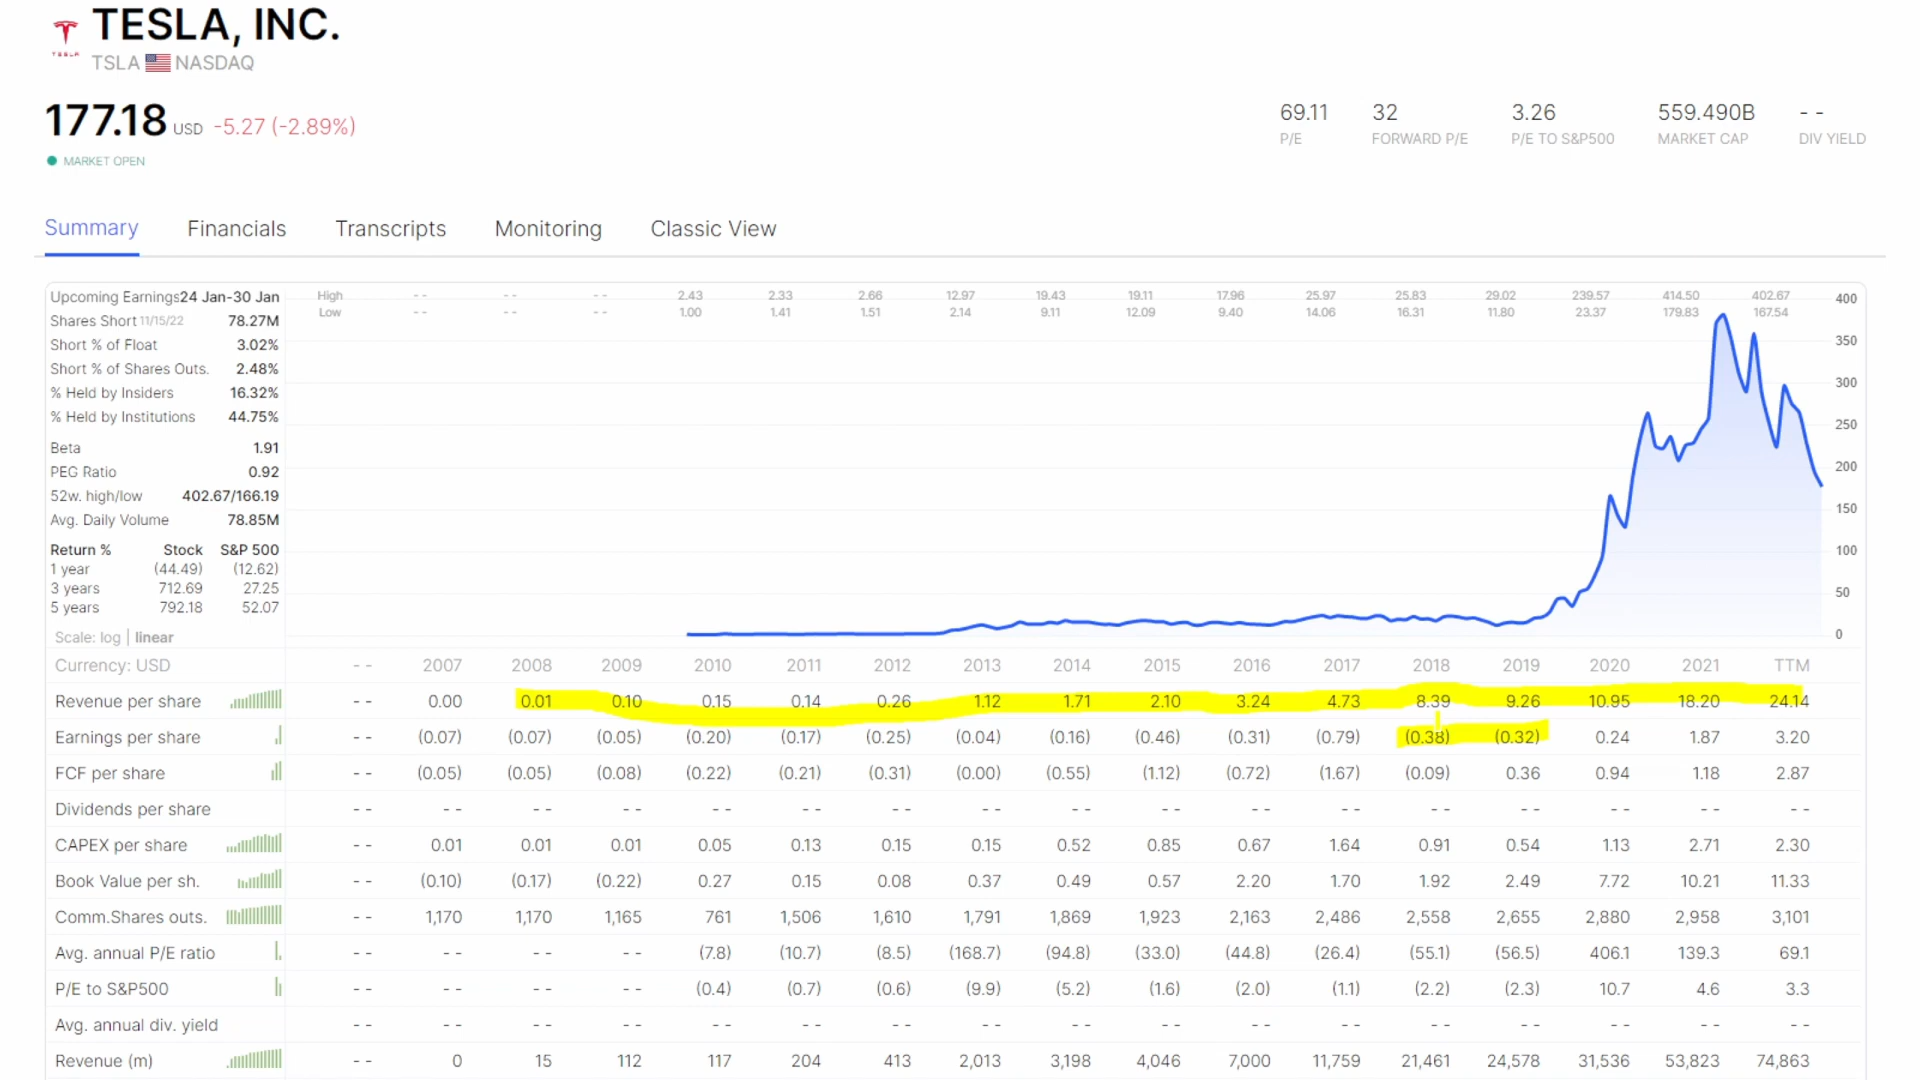 TESLA, INC.
TESLA
TSLA NASDAQ
177.18 USD -5.27 (-2.89%)
MARKET OPEN
69.11 32 3.26 559.490B - -
P/E FORWARD P/E P/E TO S&P500 MARKET CAP DIV YIELD
Summary Financials Transcripts Monitoring Classic View
Upcoming Earnings 24 Jan-30 Jan
Shares Short 11/15/22 78.27M
Short % of Float 3.02%
Short % of Shares Outs. 2.48%
% Held by Insiders 16.32%
% Held by Institutions 44.75%
Beta 1.91
PEG Ratio 0.92
52w. high/low 402.67/166.19
Avg. Daily Volume 78.85M
Return % Stock S&P 500
1 year (44.49) (12.62)
3 years 712.69 27.25
5 years 792.18 52.07
Scale: log | linear
High - - - - - - 2.43 2.33 2.66 12.97 19.43 19.11 17.96 25.97 25.83 29.02 239.57 414.50 402.67
Low - - - - - - 1.00 1.41 1.51 2.14 9.11 12.09 9.40 14.06 16.31 11.80 23.37 179.83 167.54
400
350
300
250
200
150
100
50
0
Currency: USD - - 2007 2008 2009 2010 2011 2012 2013 2014 2015 2016 2017 2018 2019 2020 2021 TTM
Revenue per share - - 0.00 0.01 0.10 0.15 0.14 0.26 1.12 1.71 2.10 3.24 4.73 8.39 9.26 10.95 18.20 24.14
Earnings per share - - (0.07) (0.07) (0.05) (0.20) (0.17) (0.25) (0.04) (0.16) (0.46) (0.31) (0.79) (0.38) (0.32) 0.24 1.87 3.20
FCF per share - - (0.05) (0.05) (0.08) (0.22) (0.21) (0.31) (0.00) (0.55) (1.12) (0.72) (1.67) (0.09) 0.36 0.94 1.18 2.87
Dividends per share - - - - - - - - - - - - - - - - - - - - - - - - - - - - - - - - - -
CAPEX per share - - 0.01 0.01 0.01 0.05 0.13 0.15 0.15 0.52 0.85 0.67 1.64 0.91 0.54 1.13 2.71 2.30
Book Value per sh. - - (0.10) (0.17) (0.22) 0.27 0.15 0.08 0.37 0.49 0.57 2.20 1.70 1.92 2.49 7.72 10.21 11.33
Comm.Shares outs. - - 1,170 1,170 1,165 761 1,506 1,610 1,791 1,869 1,923 2,163 2,486 2,558 2,655 2,880 2,958 3,101
Avg. annual P/E ratio - - - - - - - - (7.8) (10.7) (8.5) (168.7) (94.8) (33.0) (44.8) (26.4) (55.1) (56.5) 406.1 139.3 69.1
P/E to S&P500 - - - - - - - - (0.4) (0.7) (0.6) (9.9) (5.2) (1.6) (2.0) (1.1) (2.2) (2.3) 10.7 4.6 3.3
Avg. annual div. yield - - - - - - - - - - - - - - - - - - - - - - - - - - - - - - - - - -
Revenue (m) - - 0 15 112 117 204 413 2,013 3,198 4,046 7,000 11,759 21,461 24,578 31,536 53,823 74,863